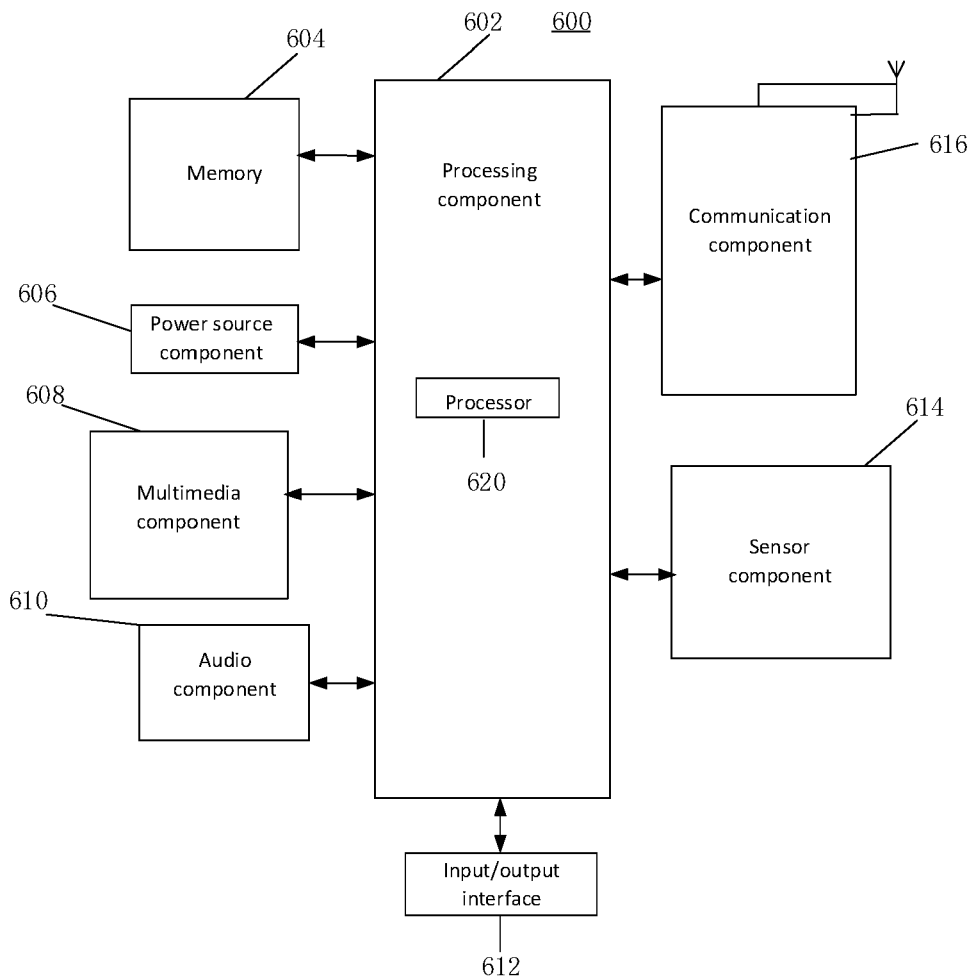 600
602
604
Memory
Processing
component
616
Communication
component
606
Power source
component
608
Processor
620
614
Multimedia
component
Sensor
component
610
Audio
component
Input/output
interface
612